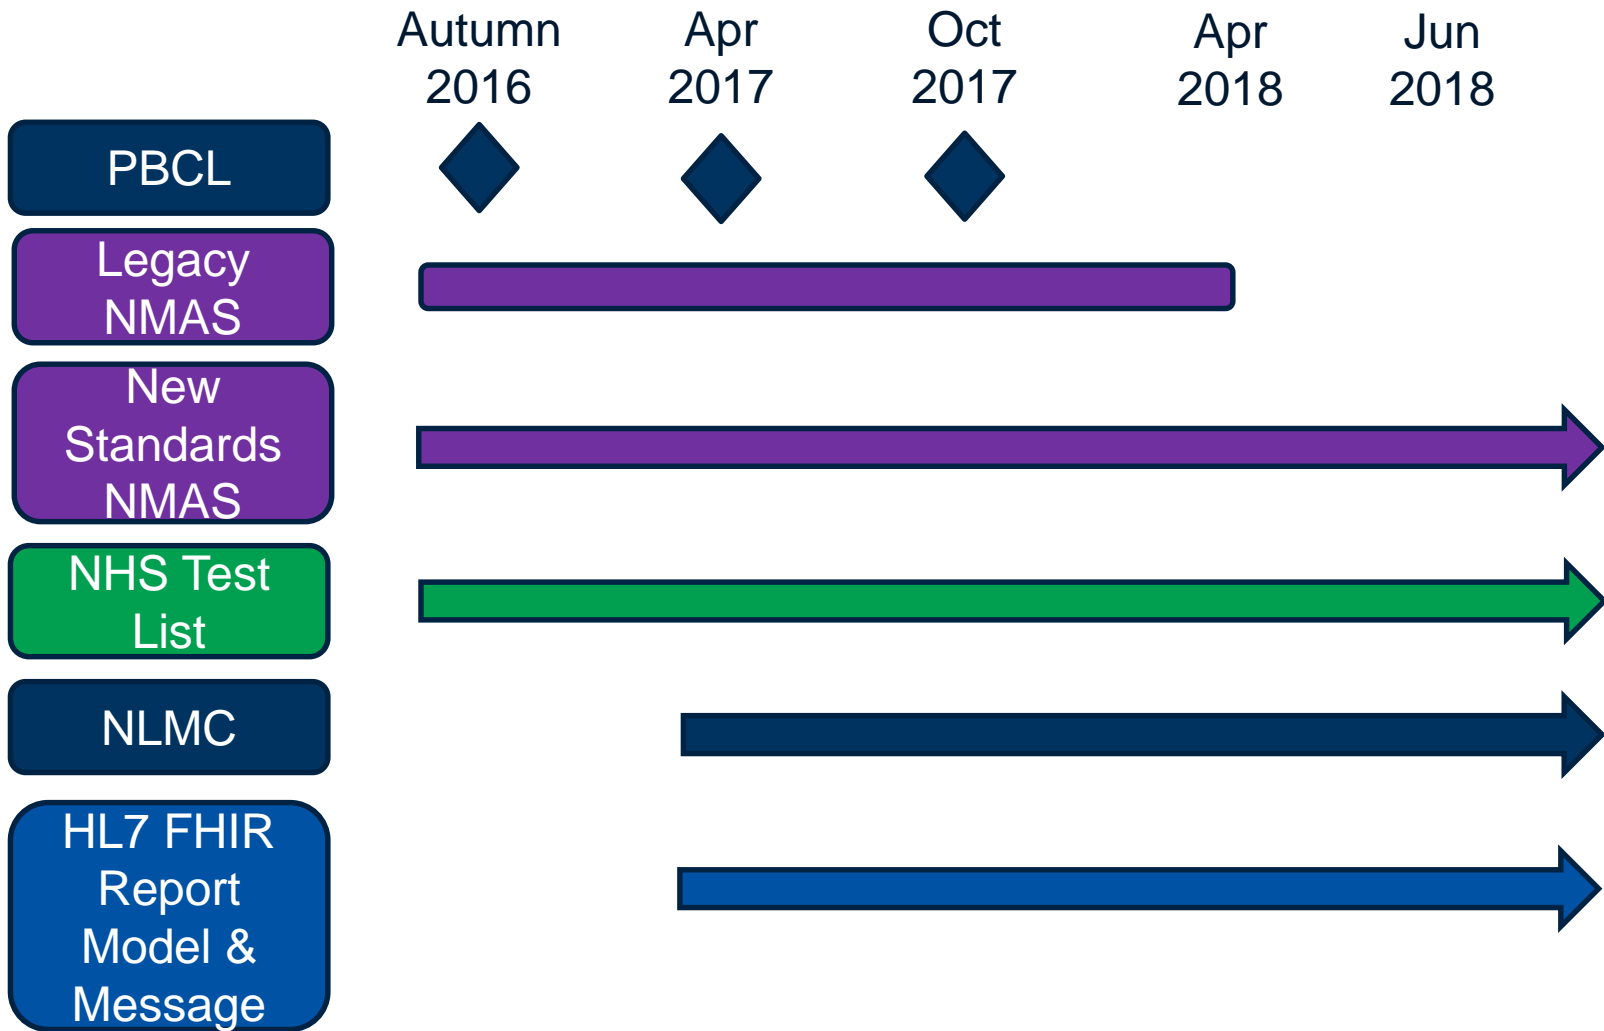 Autumn
2016
Apr
2017
Oct
2017
Apr
2018
Jun
2018
PBCL
Legacy
NMAS
New
Standards
NMAS
NHS Test
List
NLMC
HL7 FHIR
Report
Model &
Message